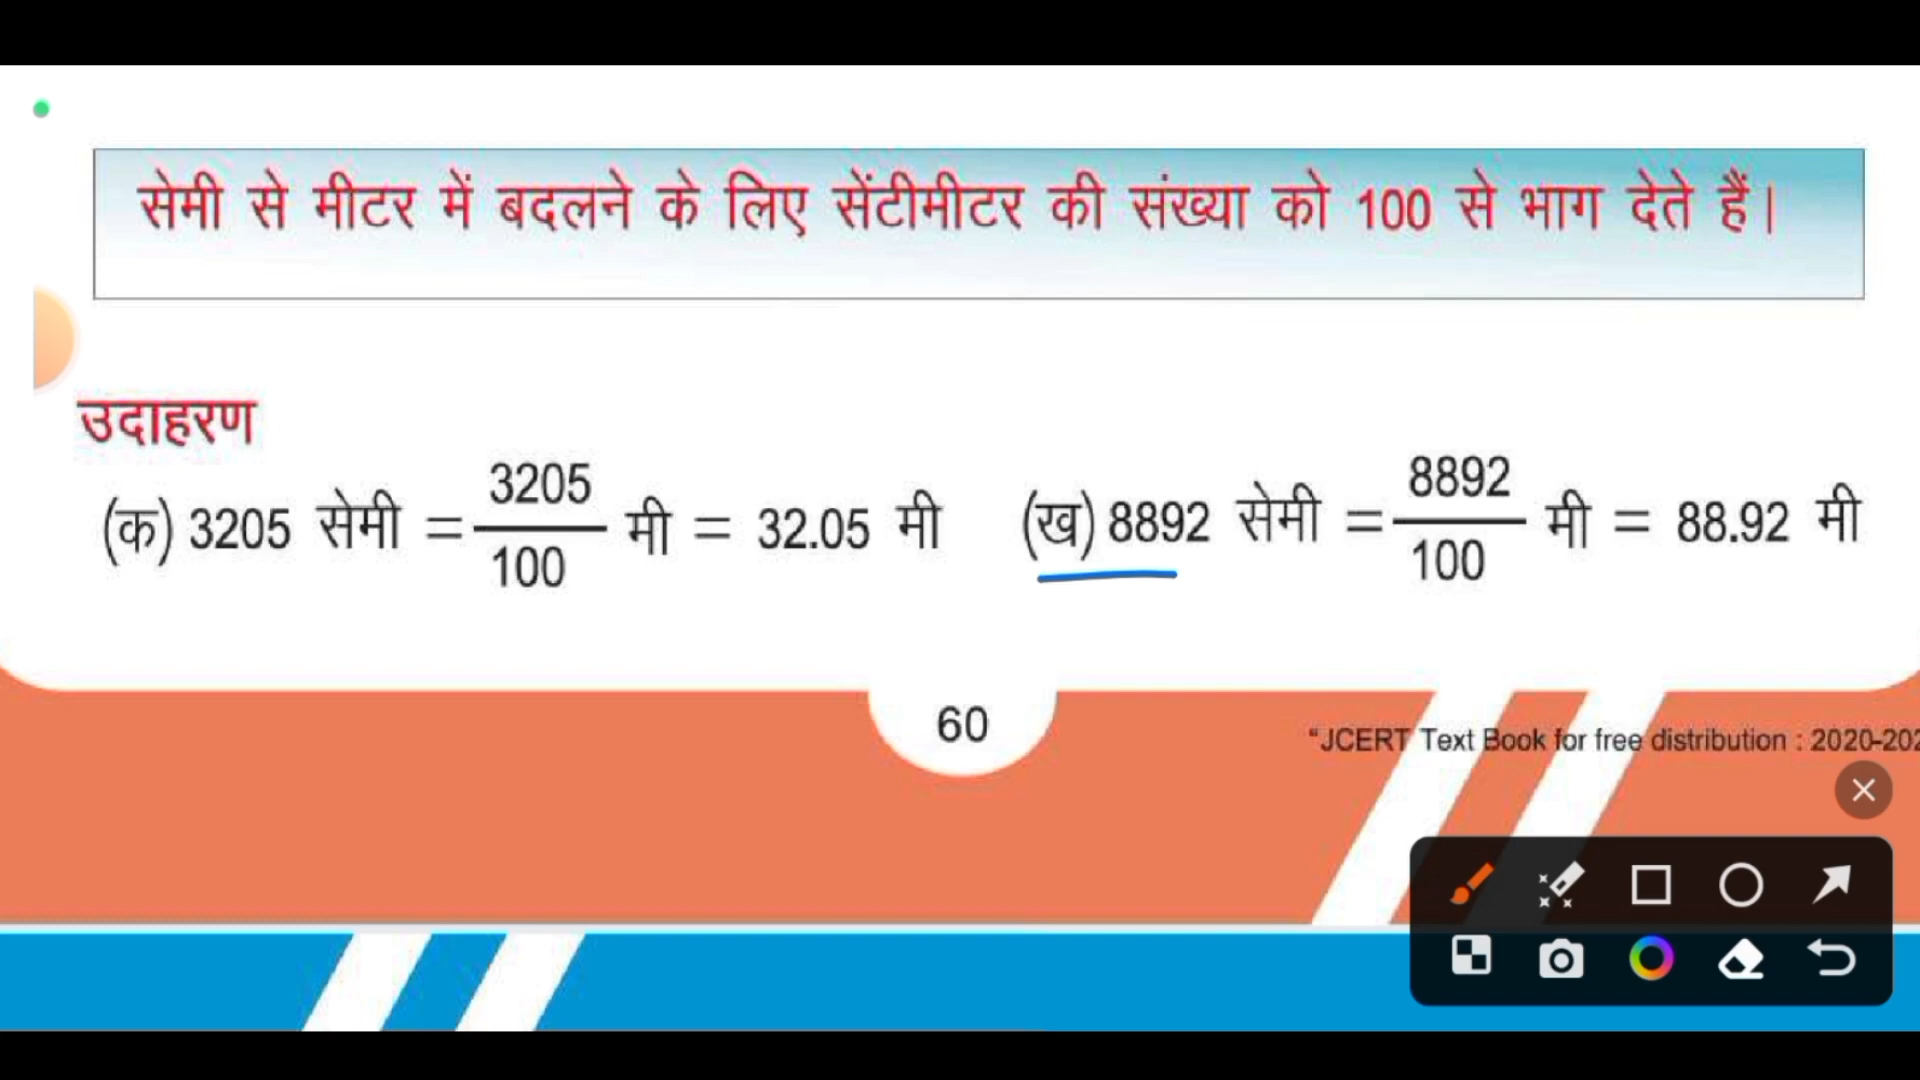 सेमी से मीटर में बदलने के लिए सेंटीमीटर की संख्या को 100 से भाग देते हैं।
उदाहरण
(क) 3205 सेमी = 3205/100 मी = 32.05 मी (ख) 8892 सेमी = 8892/100 मी = 88.92 मी
60
“JCERT Text Book for free distribution : 2020-202